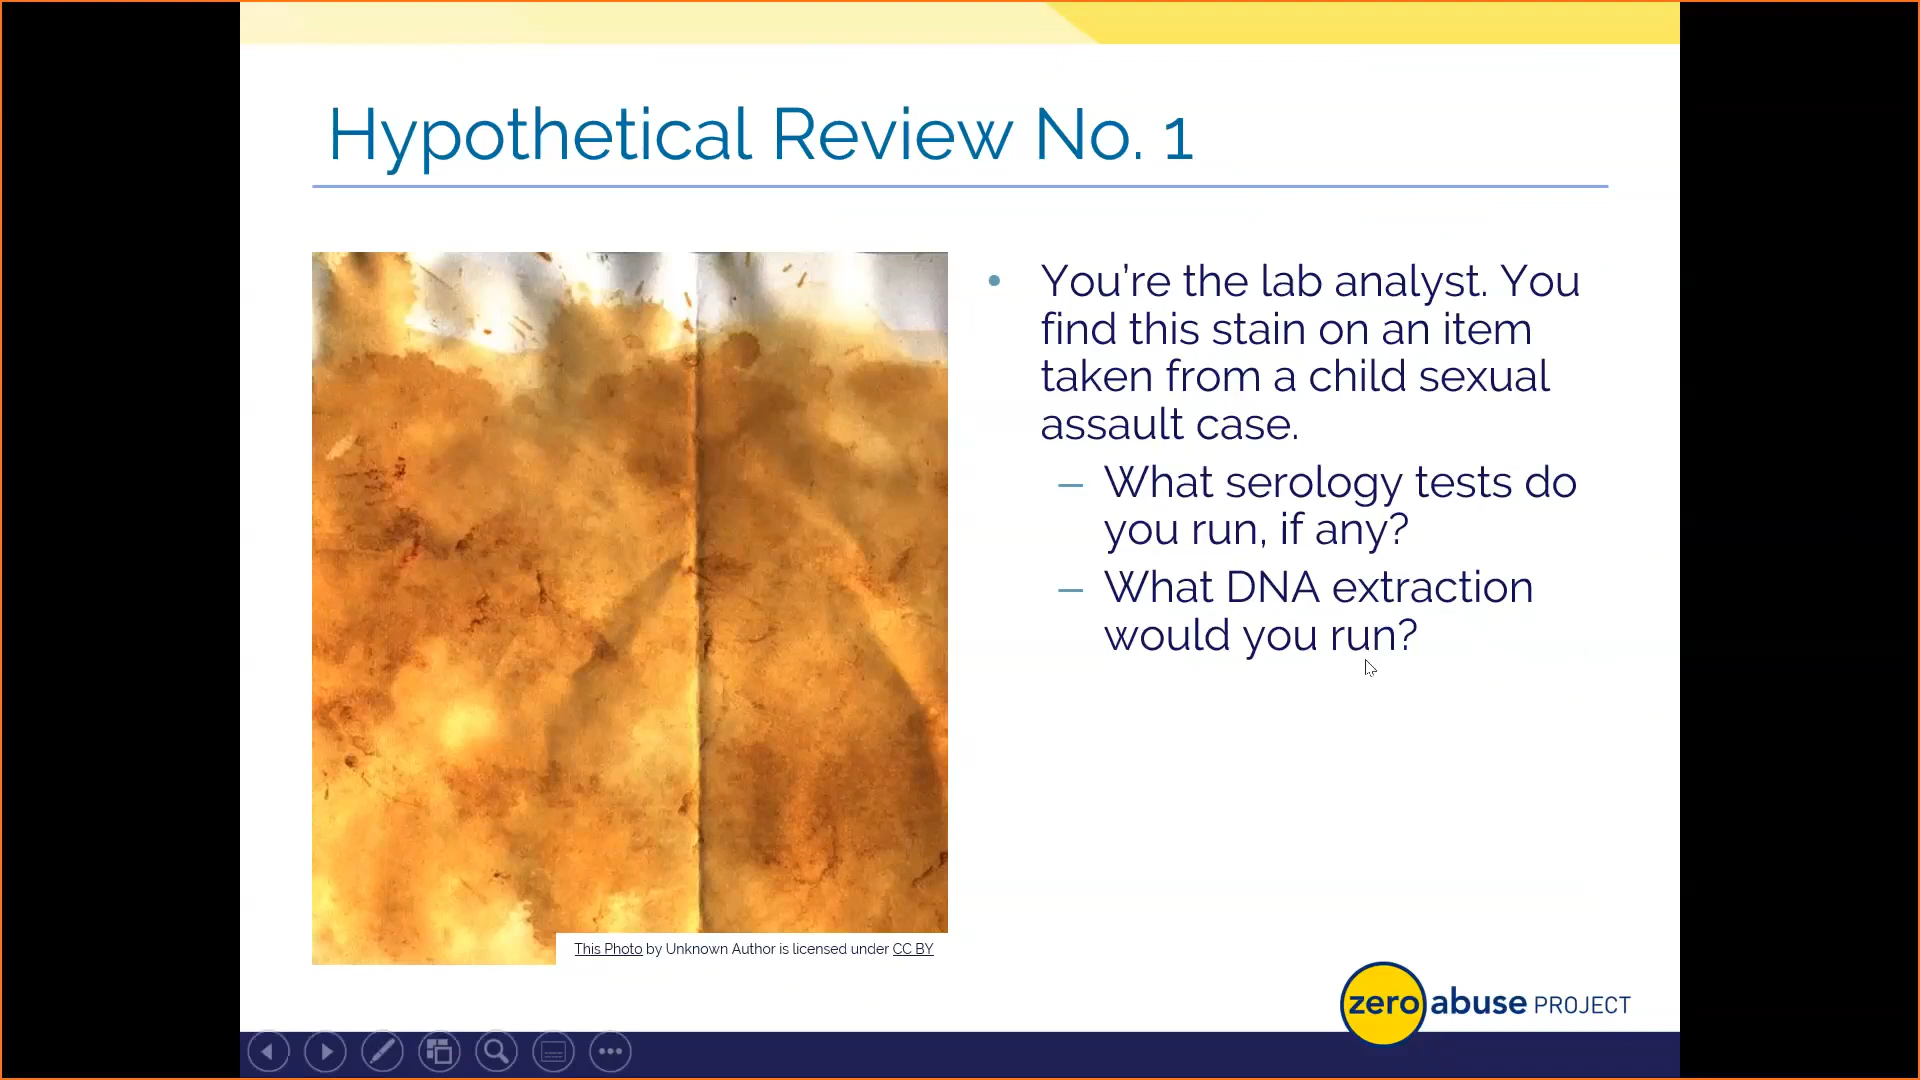 Hypothetical Review No. 1
• You’re the lab analyst. You
find this stain on an item
taken from a child sexual
assault case.
– What serology tests do
you run, if any?
– What DNA extraction
would you run?
This Photo by Unknown Author is licensed under CC BY
zero abuse PROJECT